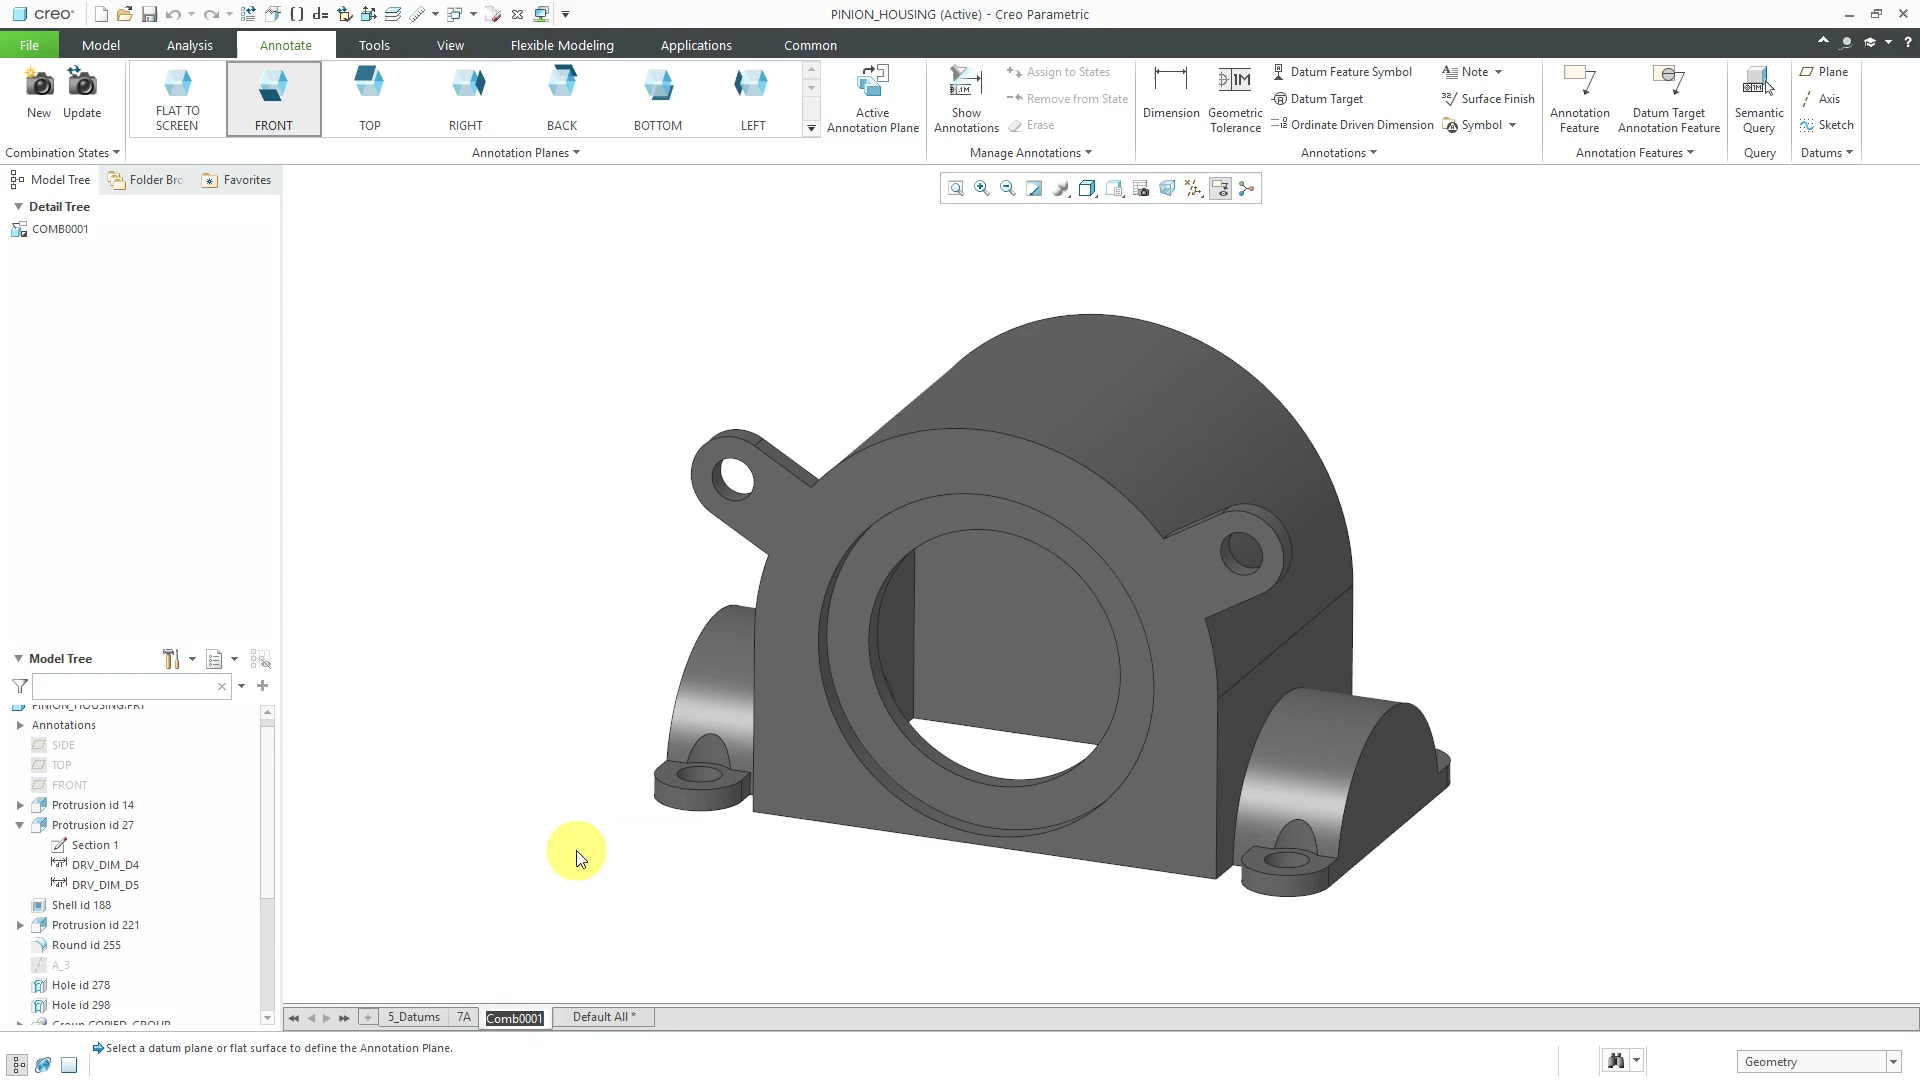 creo
PINION_HOUSING (Active) - Creo Parametric
File Model Analysis Annotate Tools View Flexible Modeling Applications Common
New
Update
Combination States
FLAT TO SCREEN
FRONT
TOP
RIGHT
BACK
BOTTOM
LEFT
Annotation Planes
Active Annotation Plane
Show Annotations
Assign to States
Remove from State
Erase
Manage Annotations
Dimension
Geometric Tolerance
Datum Feature Symbol
Datum Target
Ordinate Driven Dimension
Note
Surface Finish
Symbol
Annotations
Annotation Feature
Datum Target Annotation Feature
Annotation Features
Semantic Query
Query
Plane
Axis
Sketch
Datums
Model Tree Folder Bro Favorites
Detail Tree
COMB0001
Model Tree
PINION_HOUSING.PRT
Annotations
SIDE
TOP
FRONT
Protrusion id 14
Protrusion id 27
Section 1
DRV_DIM_D4
DRV_DIM_D5
Shell id 188
Protrusion id 221
Round id 255
A_3
Hole id 278
Hole id 298
Group COPIED_GROUP
5_Datums 7A Comb0001 Default All *
Select a datum plane or flat surface to define the Annotation Plane.
Geometry